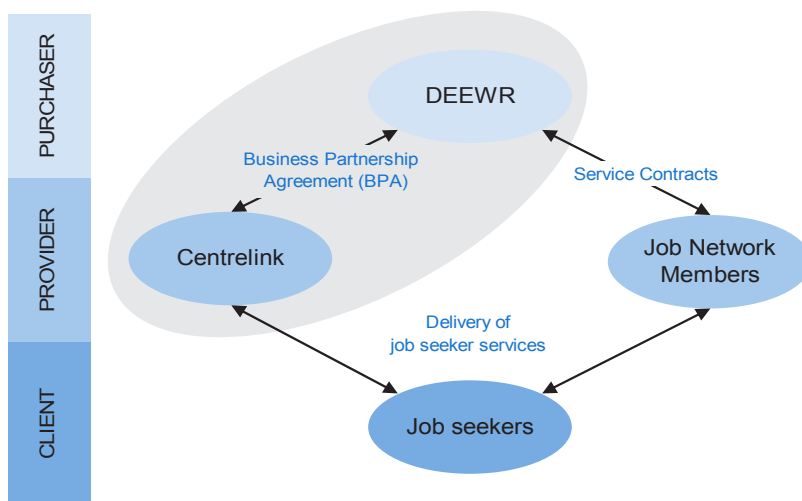 PURCHASER
DEEWR
Business Partnership
Agreement (BPA)
Service Contracts
PROVIDER
Centrelink
Job Network
Members
Delivery of
job seeker services
CLIENT
Job seekers